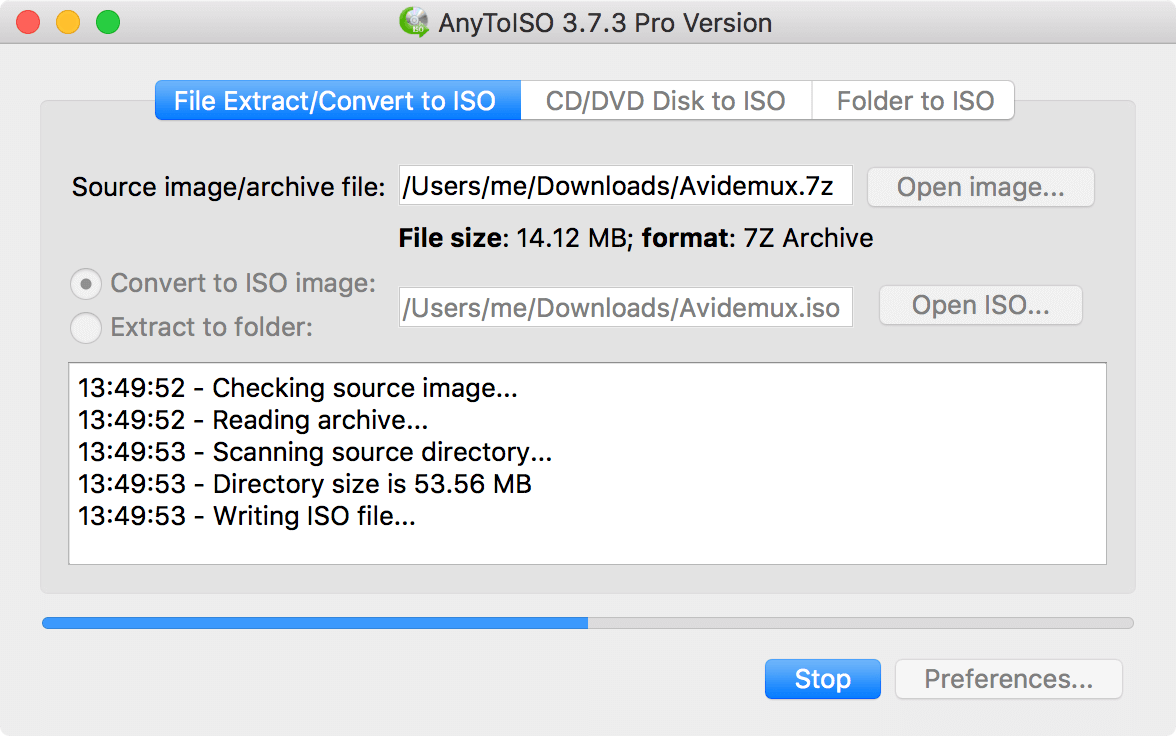 AnyToISO 3.7.3 Pro Version
File Extract/Convert to ISO CD/DVD Disk to ISO Folder to ISO
Source image/archive file: /Users/me/Downloads/Avidemux.7z Open image...
File size: 14.12 MB; format: 7Z Archive
Convert to ISO image:
/Users/me/Downloads/Avidemux.iso Open ISO...
Extract to folder:
13:49:52 - Checking source image...
13:49:52 - Reading archive...
13:49:53 - Scanning source directory...
13:49:53 - Directory size is 53.56 MB
13:49:53 - Writing ISO file...
Stop Preferences...